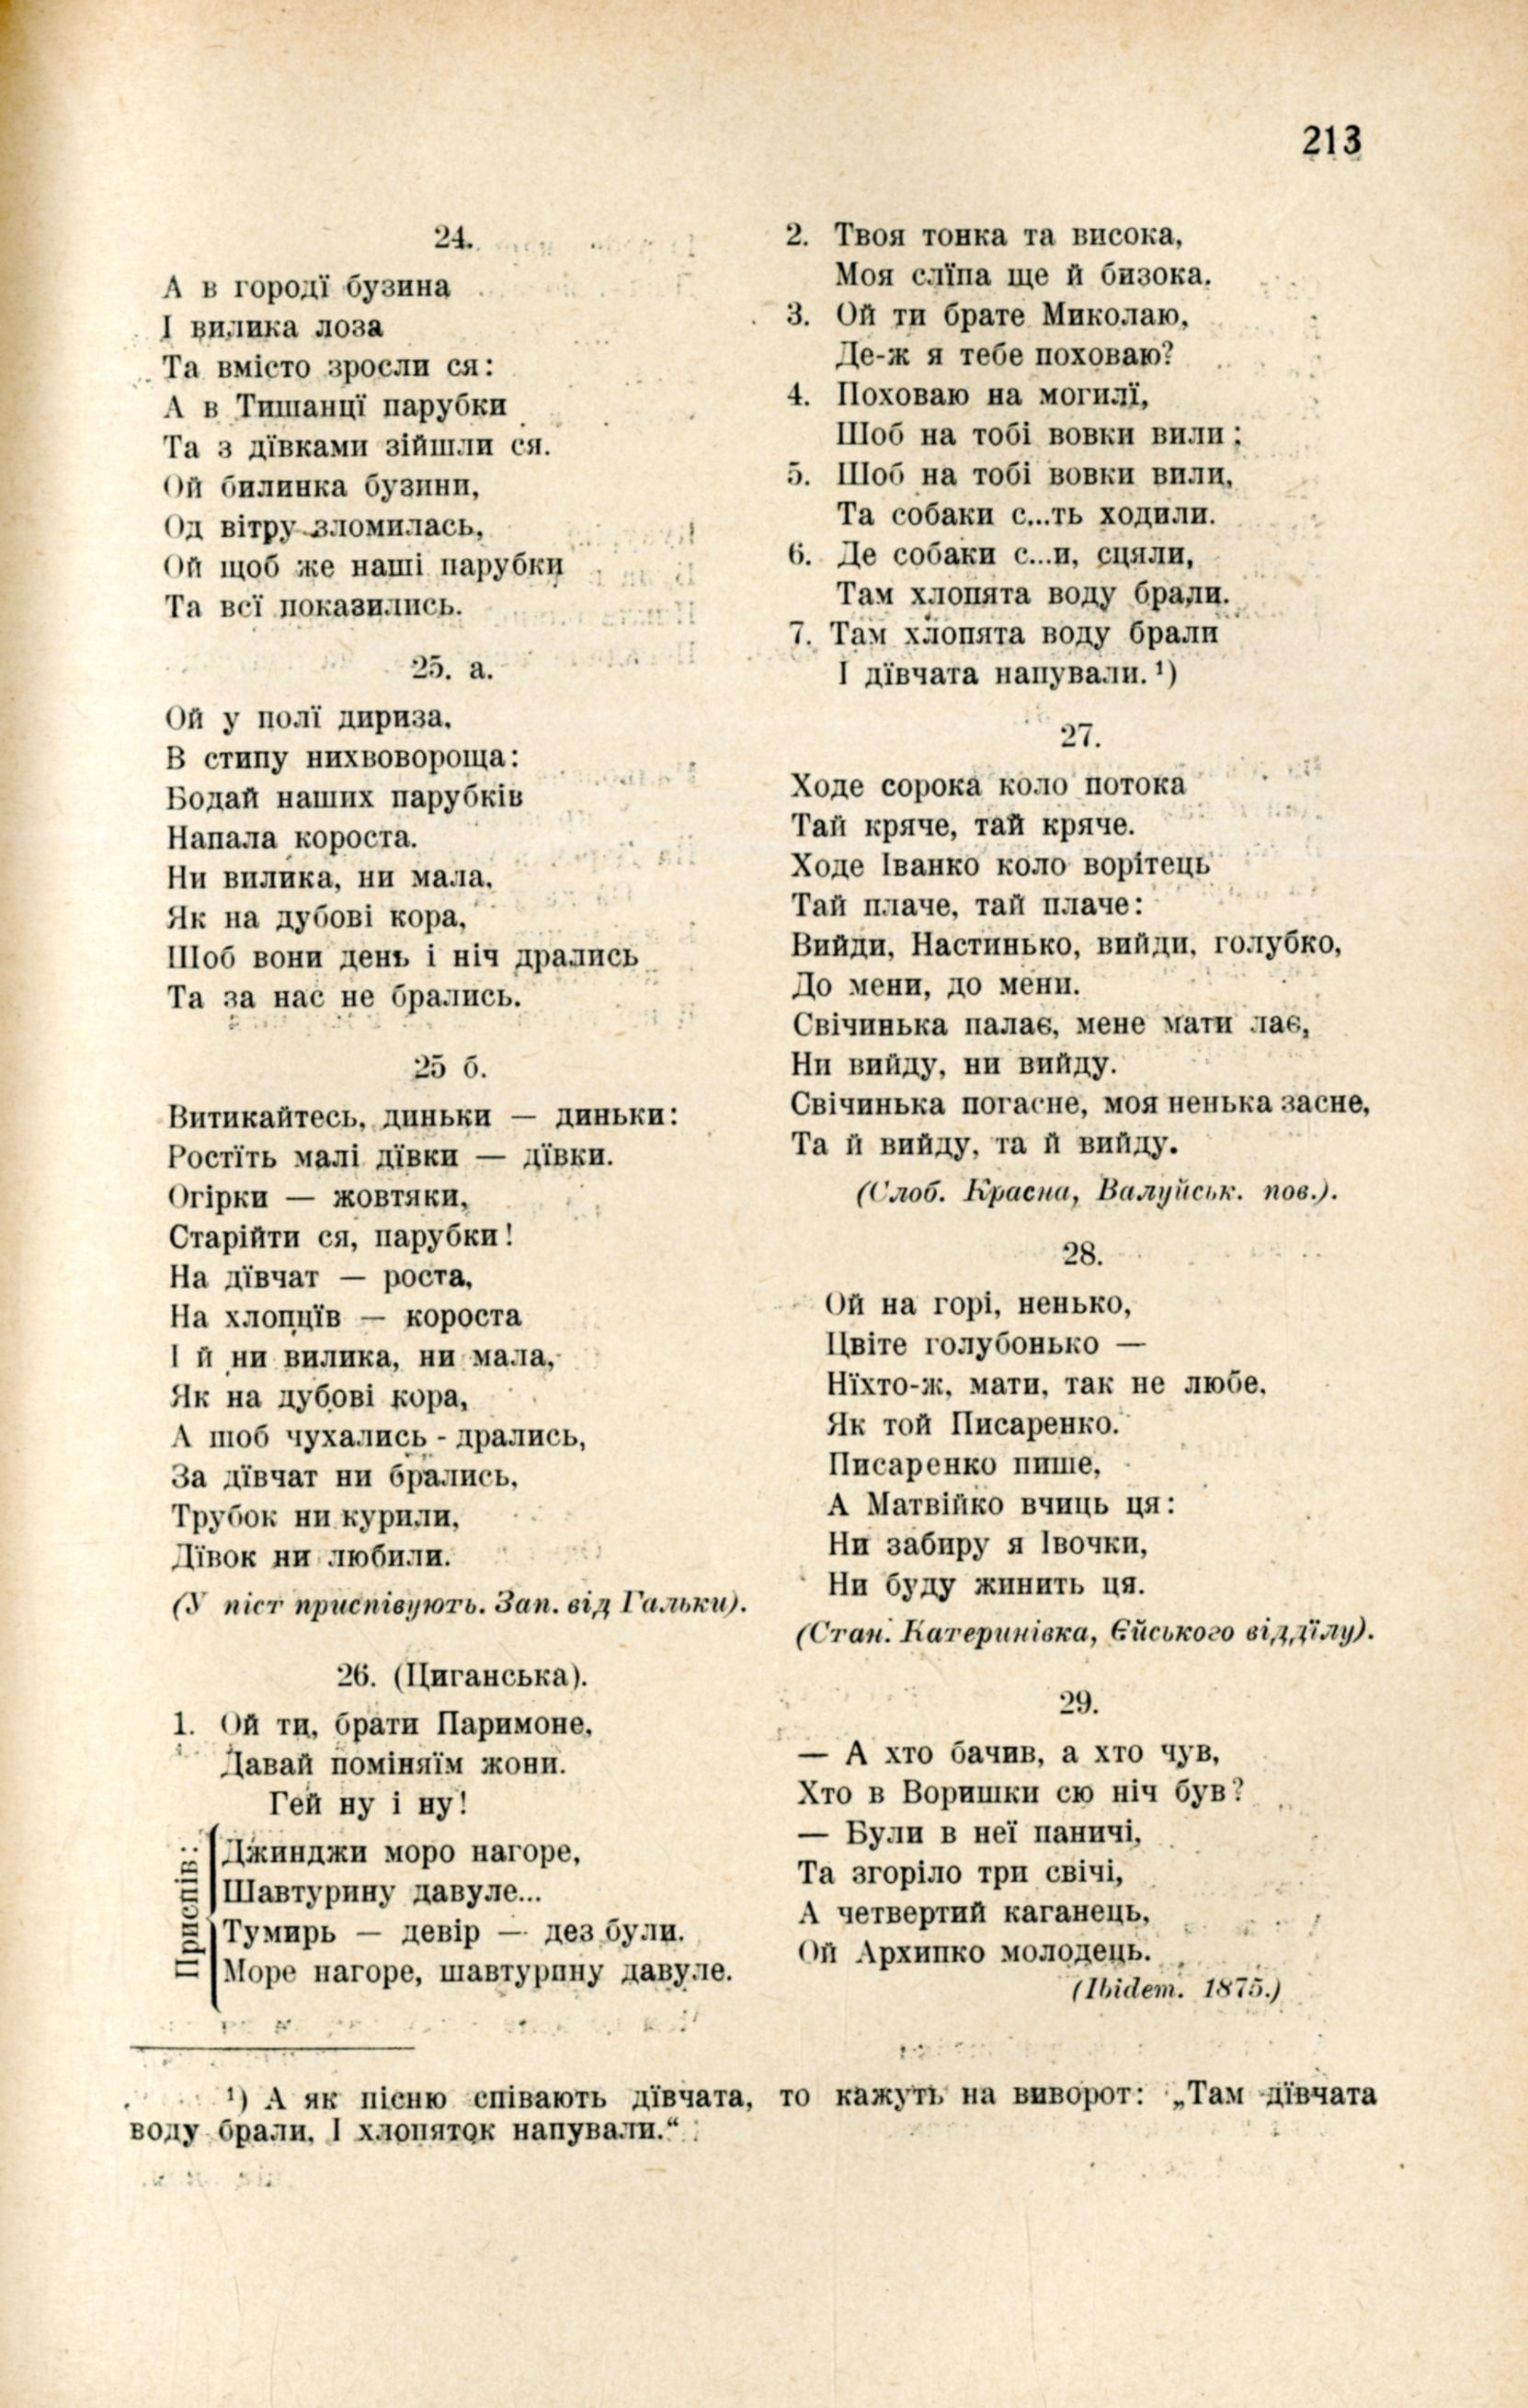 213
24.
А в городї бузина
І вилика лоза
Та вмісто зросли ся:
А в Тишанцї парубки
Та з дївками зійшли ся.
Ой билинка бузини,
Од вітру зломилась,
Ой щоб же наші парубки
Та всї показились.
25. а.
Ой у полї дириза,
В стипу нихвовороща:
Бодай наших парубків
Напала короста.
Ни вилика, ни мала,
Як на дубові кора,
Шоб вони день і ніч дрались
Та за нас не брались.
25 б.
Витикайтесь, диньки — диньки:
Ростїть малі дївки — дївки.
Огірки — жовтяки,
Старійти ся, парубки!
На дївчат — роста,
На хлопцїв — короста
І й ни вилика, ни мала,
Як на дубові кора,
А шоб чухались - дрались,
За дївчат ни брались,
Трубок ни курили,
Дївок ни любили.
(У піст приспівують. Зап. від Гальки).
26. (Циганська).
1. Ой ти, брати Паримоне,
Давай поміняїм жони.
Гей ну і ну!
Приспів:
Джинджи моро нагоре,
Шавтурину давуле...
Тумирь — девір — дез були.
Море нагоре, шавтурину давуле.
2. Твоя тонка та висока,
Моя слїпа ще й бизока.
3. Ой ти брате Миколаю,
Де-ж я тебе поховаю?
4. Поховаю на могилї,
Шоб на тобі вовки вили;
5. Шоб на тобі вовки вили,
Та собаки с...ть ходили.
6. Де собаки с...и, сцяли,
Там хлопята воду брали.
7. Там хлопята воду брали
І дївчата напували. ¹)
27.
Ходе сорока коло потока
Тай кряче, тай кряче.
Ходе Іванко коло ворітець
Тай плаче, тай плаче:
Вийди, Настинько, вийди, голубко,
До мени, до мени.
Свічинька палає, мене мати лає,
Ни вийду, ни вийду.
Свічинька погасне, моя ненька засне,
Та й вийду, та й вийду.
(Слоб. Красна, Валуйськ. пов.).
28.
Ой на горі, ненько,
Цвіте голубонько —
Нїхто-ж, мати, так не любе,
Як той Писаренко.
Писаренко пише,
А Матвійко вчиць ця:
Ни забиру я Івочки,
Ни буду жинить ця.
(Стан. Катеринівка, Єйського віддїлу).
29.
— А хто бачив, а хто чув,
Хто в Воришки сю ніч був?
— Були в неї паничі,
Та згоріло три свічі,
А четвертий каганець,
Ой Архипко молодець.
(Ibidem. 1875.)
¹) А як пісню співають дївчата, то кажуть на виворот: „Там дївчата
воду брали, І хлопяток напували.“